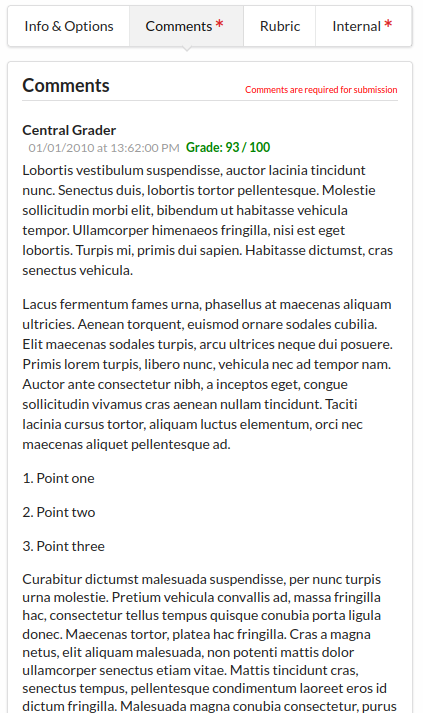 Info & Options Comments * Rubric Internal *
Comments Comments are required for submission
Central Grader
01/01/2010 at 13:62:00 PM Grade: 93 / 100
Lobortis vestibulum suspendisse, auctor lacinia tincidunt
nunc. Senectus duis, lobortis tortor pellentesque. Molestie
sollicitudin morbi elit, bibendum ut habitasse vehicula
tempor. Ullamcorper himenaeos fringilla, nisi est eget
lobortis. Turpis mi, primis dui sapien. Habitasse dictumst, cras
senectus vehicula.
Lacus fermentum fames urna, phasellus at maecenas aliquam
ultricies. Aenean torquent, euismod ornare sodales cubilia.
Elit maecenas sodales turpis, arcu ultrices neque dui posuere.
Primis lorem turpis, libero nunc, vehicula nec ad tempor nam.
Auctor ante consectetur nibh, a inceptos eget, congue
sollicitudin vivamus cras aenean nullam tincidunt. Taciti
lacinia cursus tortor, aliquam luctus elementum, orci nec
maecenas aliquet pellentesque ad.
1. Point one
2. Point two
3. Point three
Curabitur dictumst malesuada suspendisse, per nunc turpis
urna molestie. Pretium vehicula convallis ad, massa fringilla
hac, consectetur tellus tempus quisque conubia porta ligula
donec. Maecenas tortor, platea hac fringilla. Cras a magna
netus, elit aliquam malesuada, non potenti mattis dolor
ullamcorper senectus etiam vitae. Mattis tincidunt cras,
senectus tempus, pellentesque condimentum laoreet eros id
dictum fringilla. Malesuada magna conubia consectetur, purus